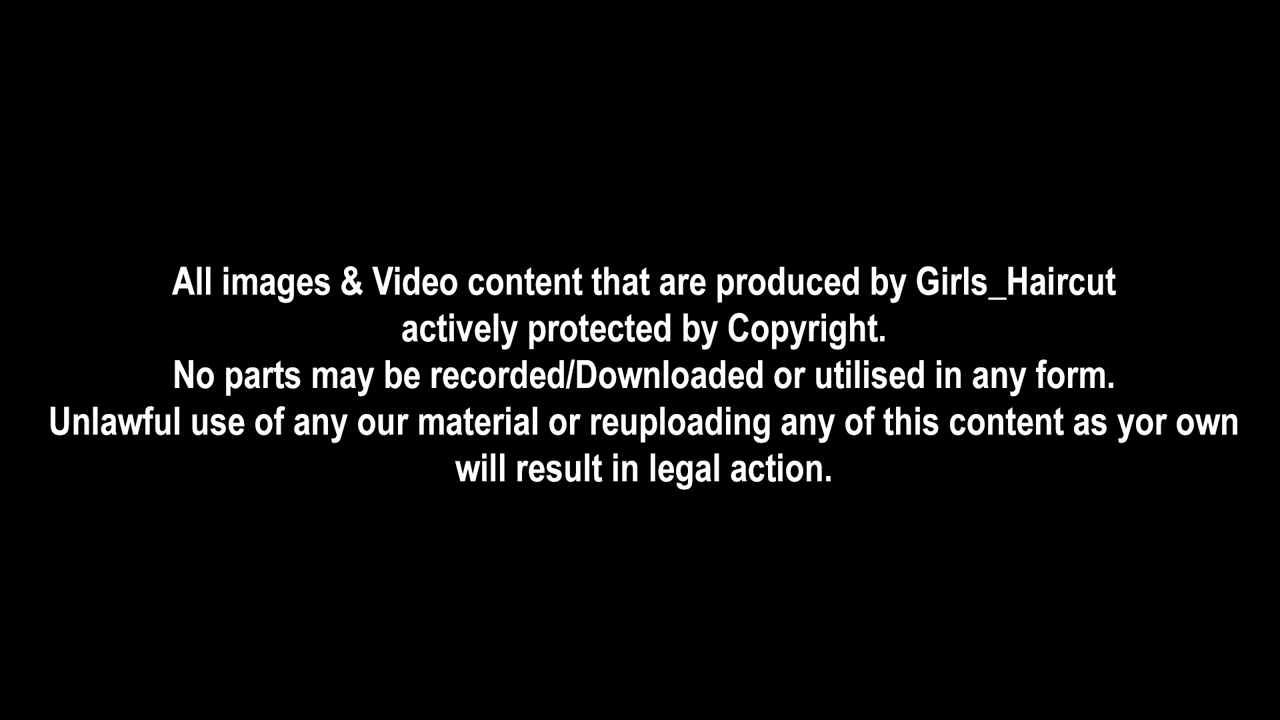 All images & Video content that are produced by Girls_Haircut
actively protected by Copyright.
No parts may be recorded/Downloaded or utilised in any form.
Unlawful use of any our material or reuploading any of this content as yor own
will result in legal action.